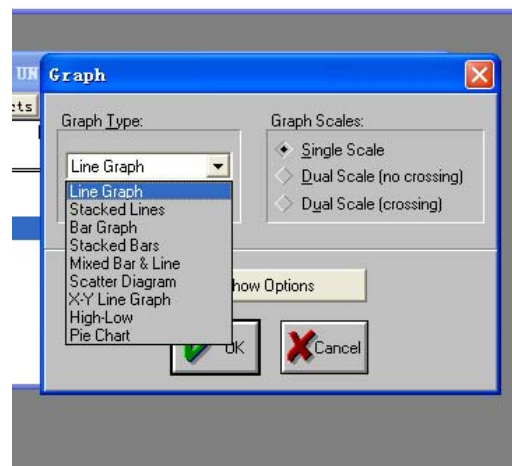 UN
Graph
cts
Graph Type:
Graph Scales:
Line Graph
Single Scale
Dual Scale (no crossing)
Dual Scale (crossing)
Line Graph
Stacked Lines
Bar Graph
Stacked Bars
Mixed Bar & Line
Scatter Diagram
X-Y Line Graph
High-Low
Pie Chart
how Options
OK
Cancel